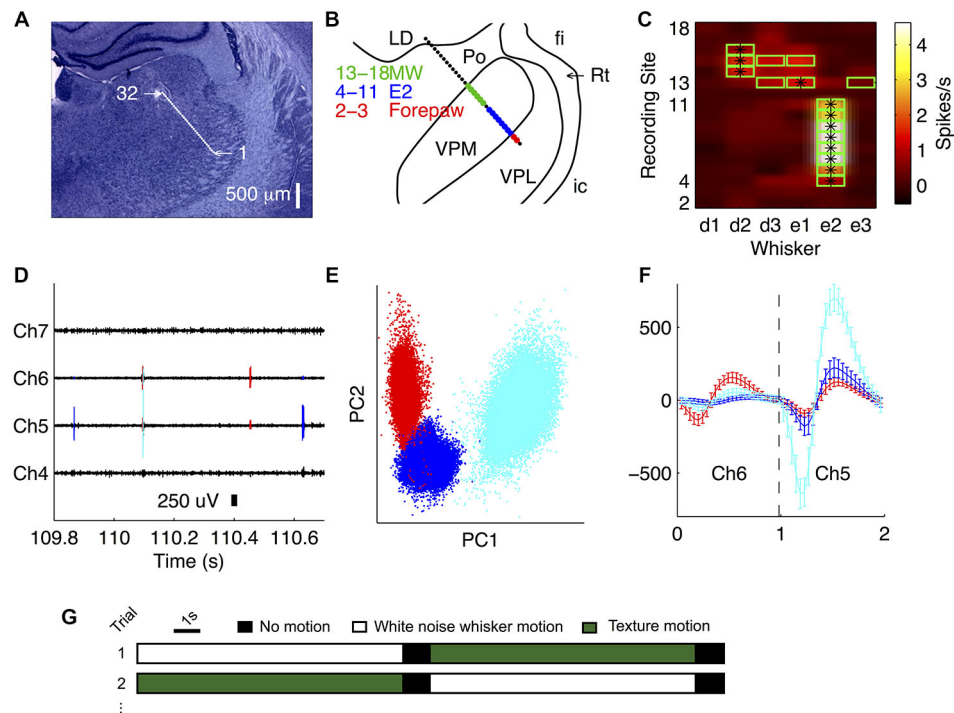 A
32
1
500 µm
B
LD
Po
fi
Rt
13–18MW
4–11 E2
2–3 Forepaw
VPM
VPL
ic
C
Recording Site
18
13
11
4
2
d1 d2 d3 e1 e2 e3
Whisker
4
3
2
1
0
Spikes/s
D
Ch7
Ch6
Ch5
Ch4
250 uV
109.8 110 110.4 110.6
Time (s)
E
PC2
PC1
F
500
0
−500
Ch6 Ch5
0 1 2
G
Trial
1s
No motion
White noise whisker motion
Texture motion
1
2
⋮